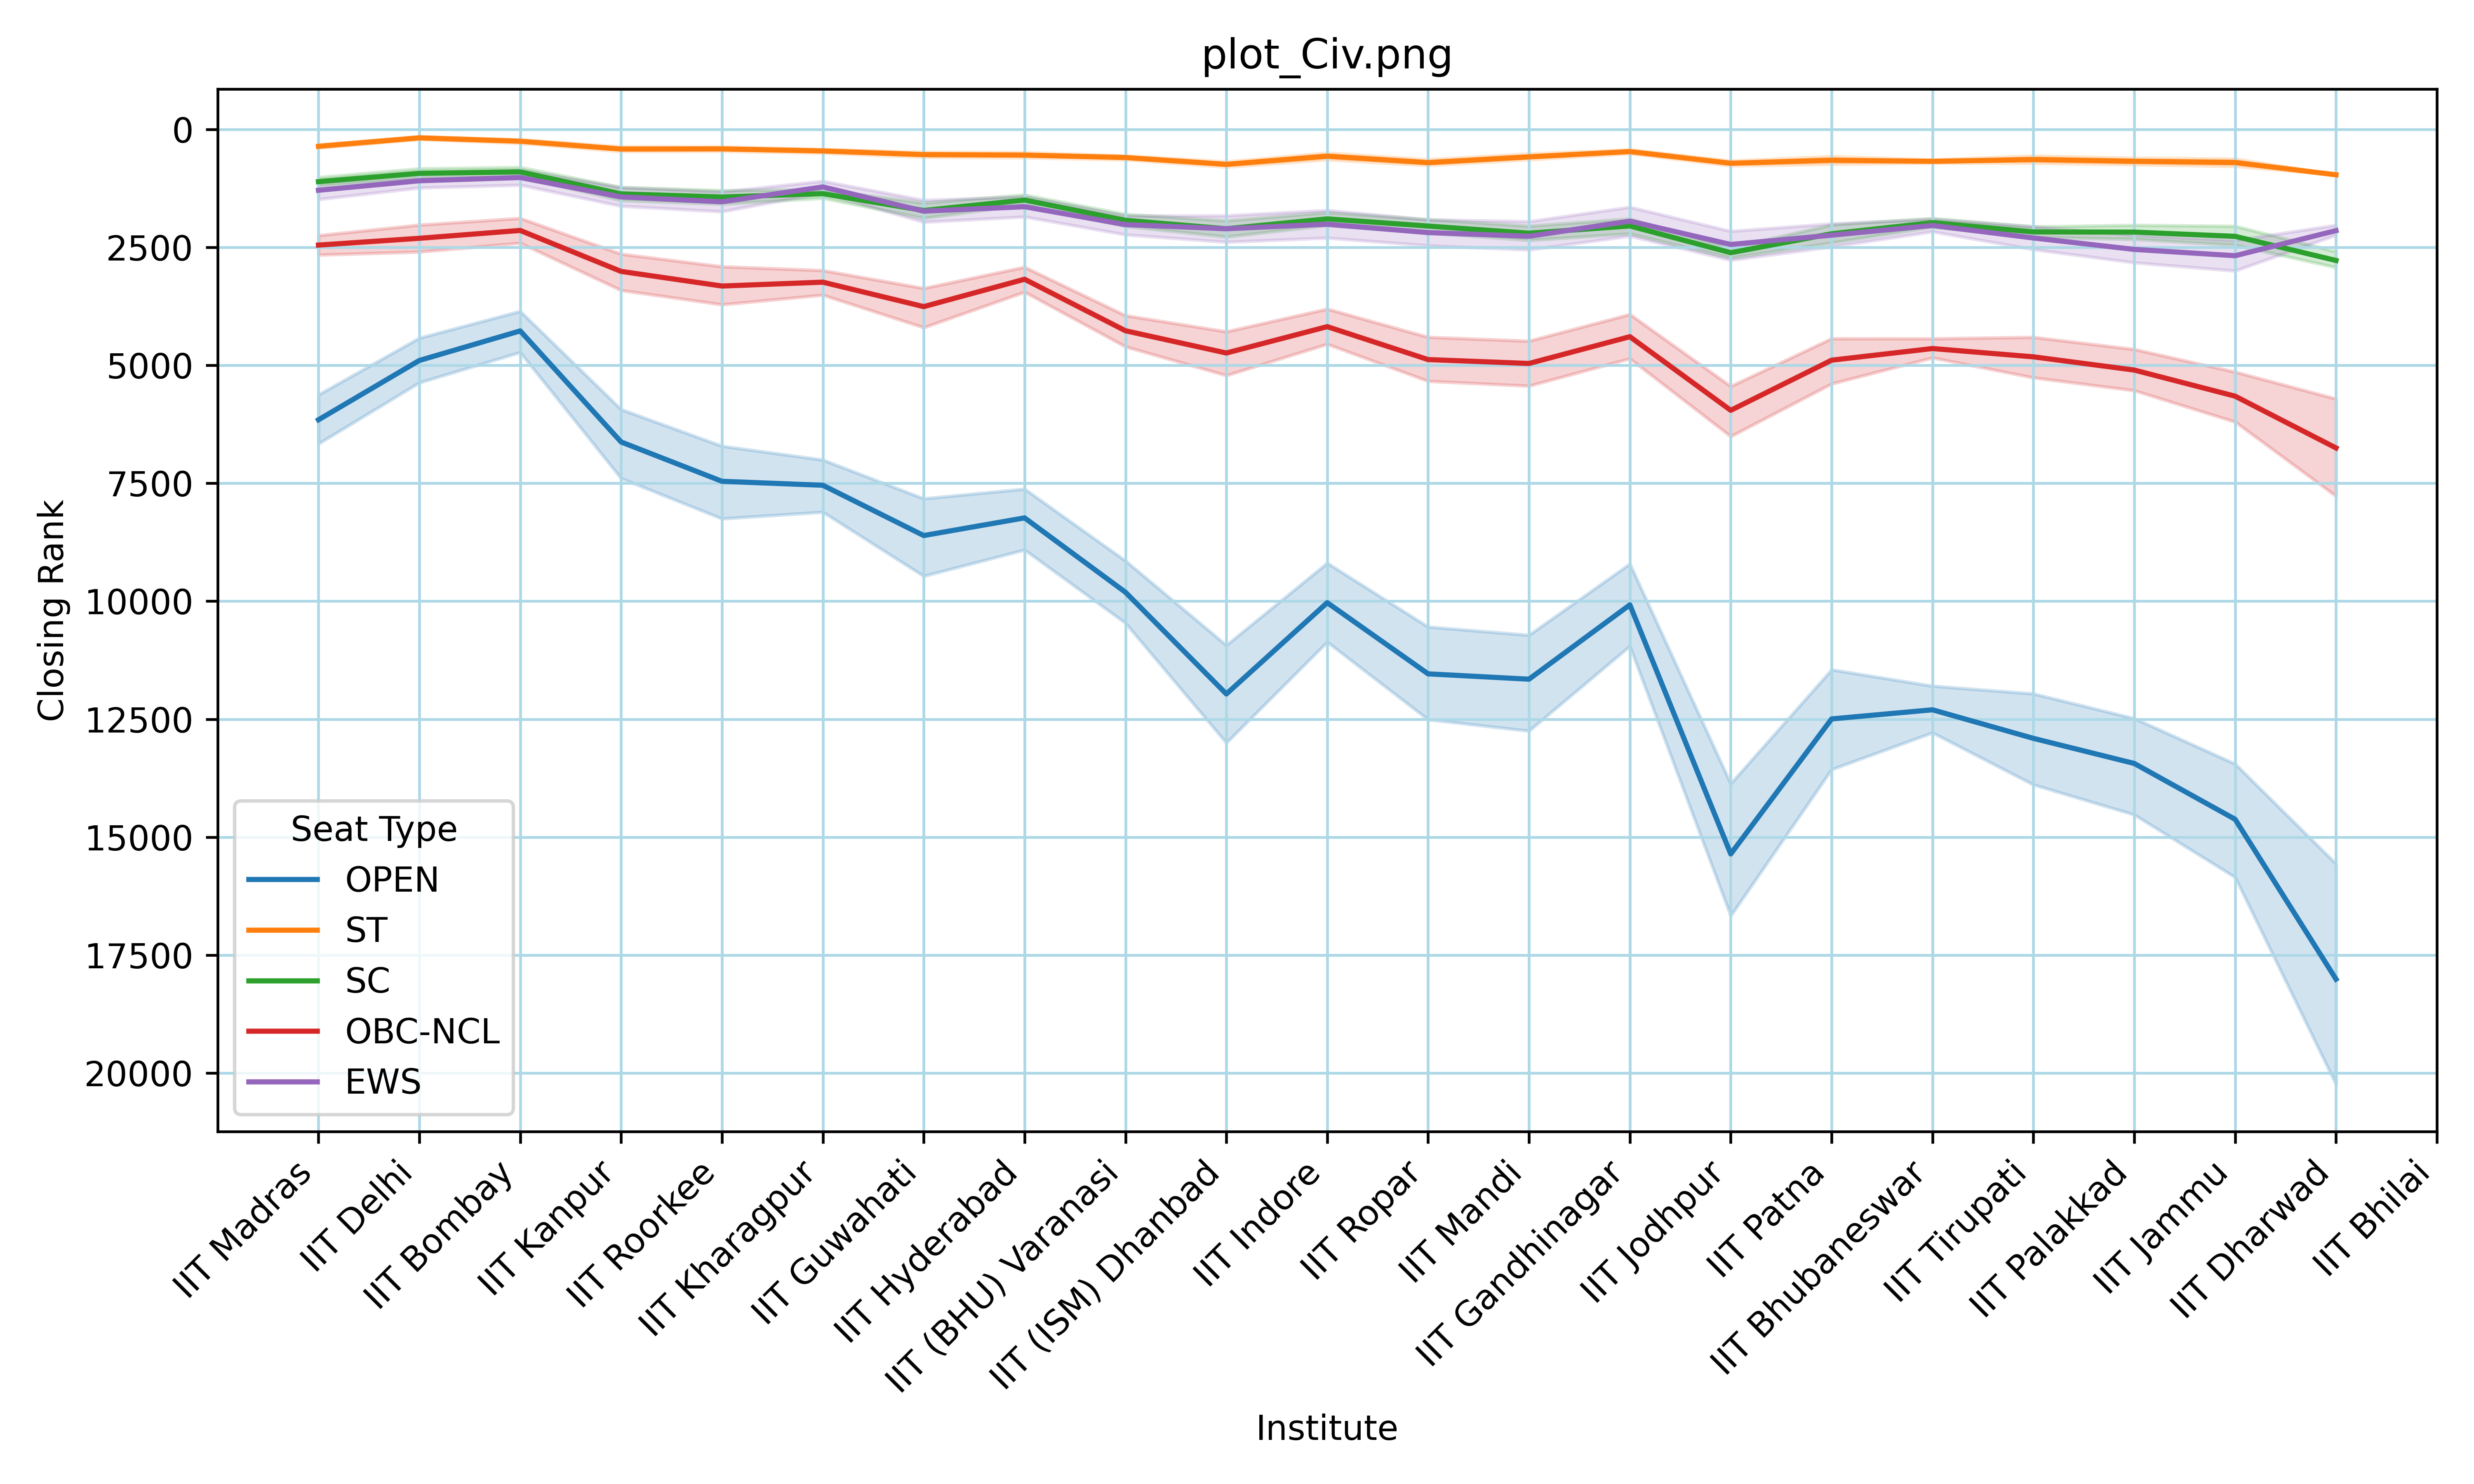 plot_Civ.png
Closing Rank
0
2500
5000
7500
10000
12500
15000
17500
20000
Seat Type
OPEN
ST
SC
OBC-NCL
EWS
IIT Madras
IIT Delhi
IIT Bombay
IIT Kanpur
IIT Roorkee
IIT Kharagpur
IIT Guwahati
IIT Hyderabad
IIT (BHU) Varanasi
IIT (ISM) Dhanbad
IIT Indore
IIT Ropar
IIT Mandi
IIT Gandhinagar
IIT Jodhpur
IIT Patna
IIT Bhubaneswar
IIT Tirupati
IIT Palakkad
IIT Jammu
IIT Dharwad
IIT Bhilai
Institute